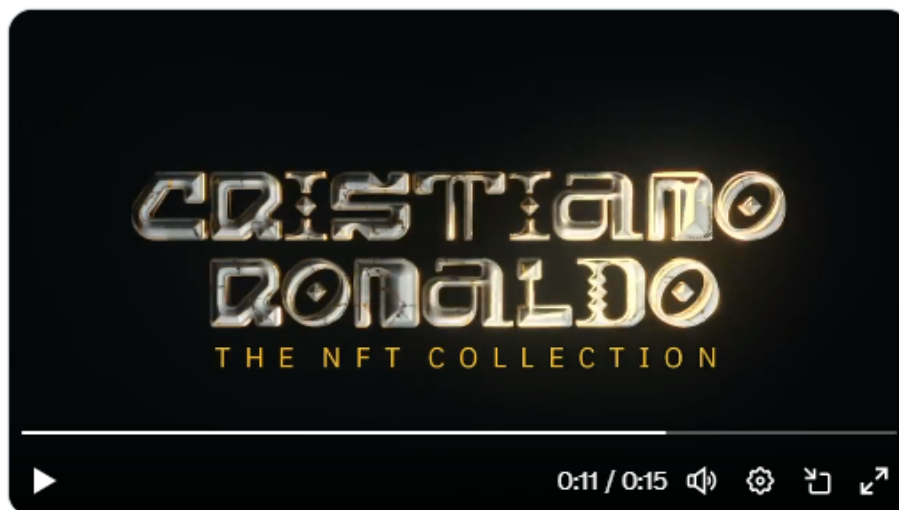 CRISTIANO
RONALDO
THE NFT COLLECTION
0:11 / 0:15